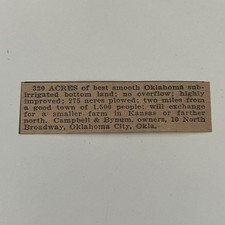 320 ACRES of best smooth Oklahoma sub-
irrigated bottom land; no overflow; highly
improved; 275 acres plowed; two miles from
a good town of 1,500 people; will exchange
for a smaller farm in Kansas or farther
north. Campbell & Bynum, owners, 10 North
Broadway, Oklahoma City, Okla.